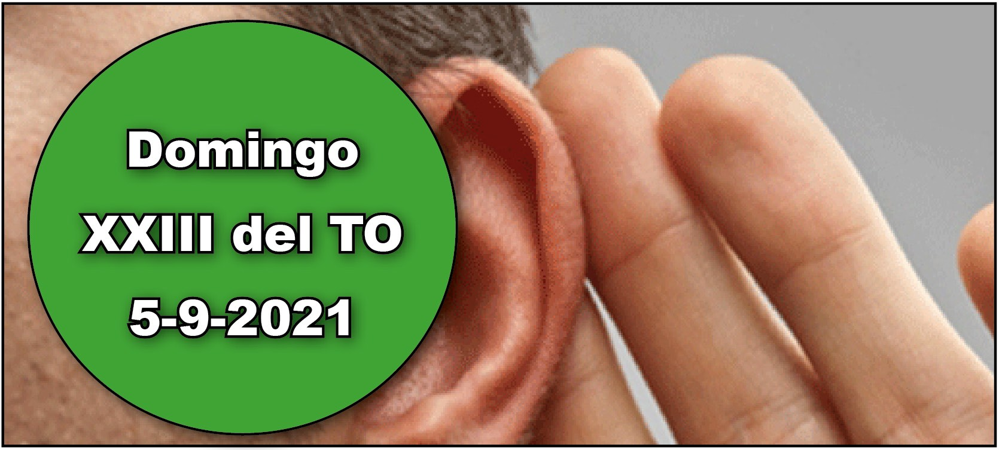 Domingo
XXIII del TO
5-9-2021